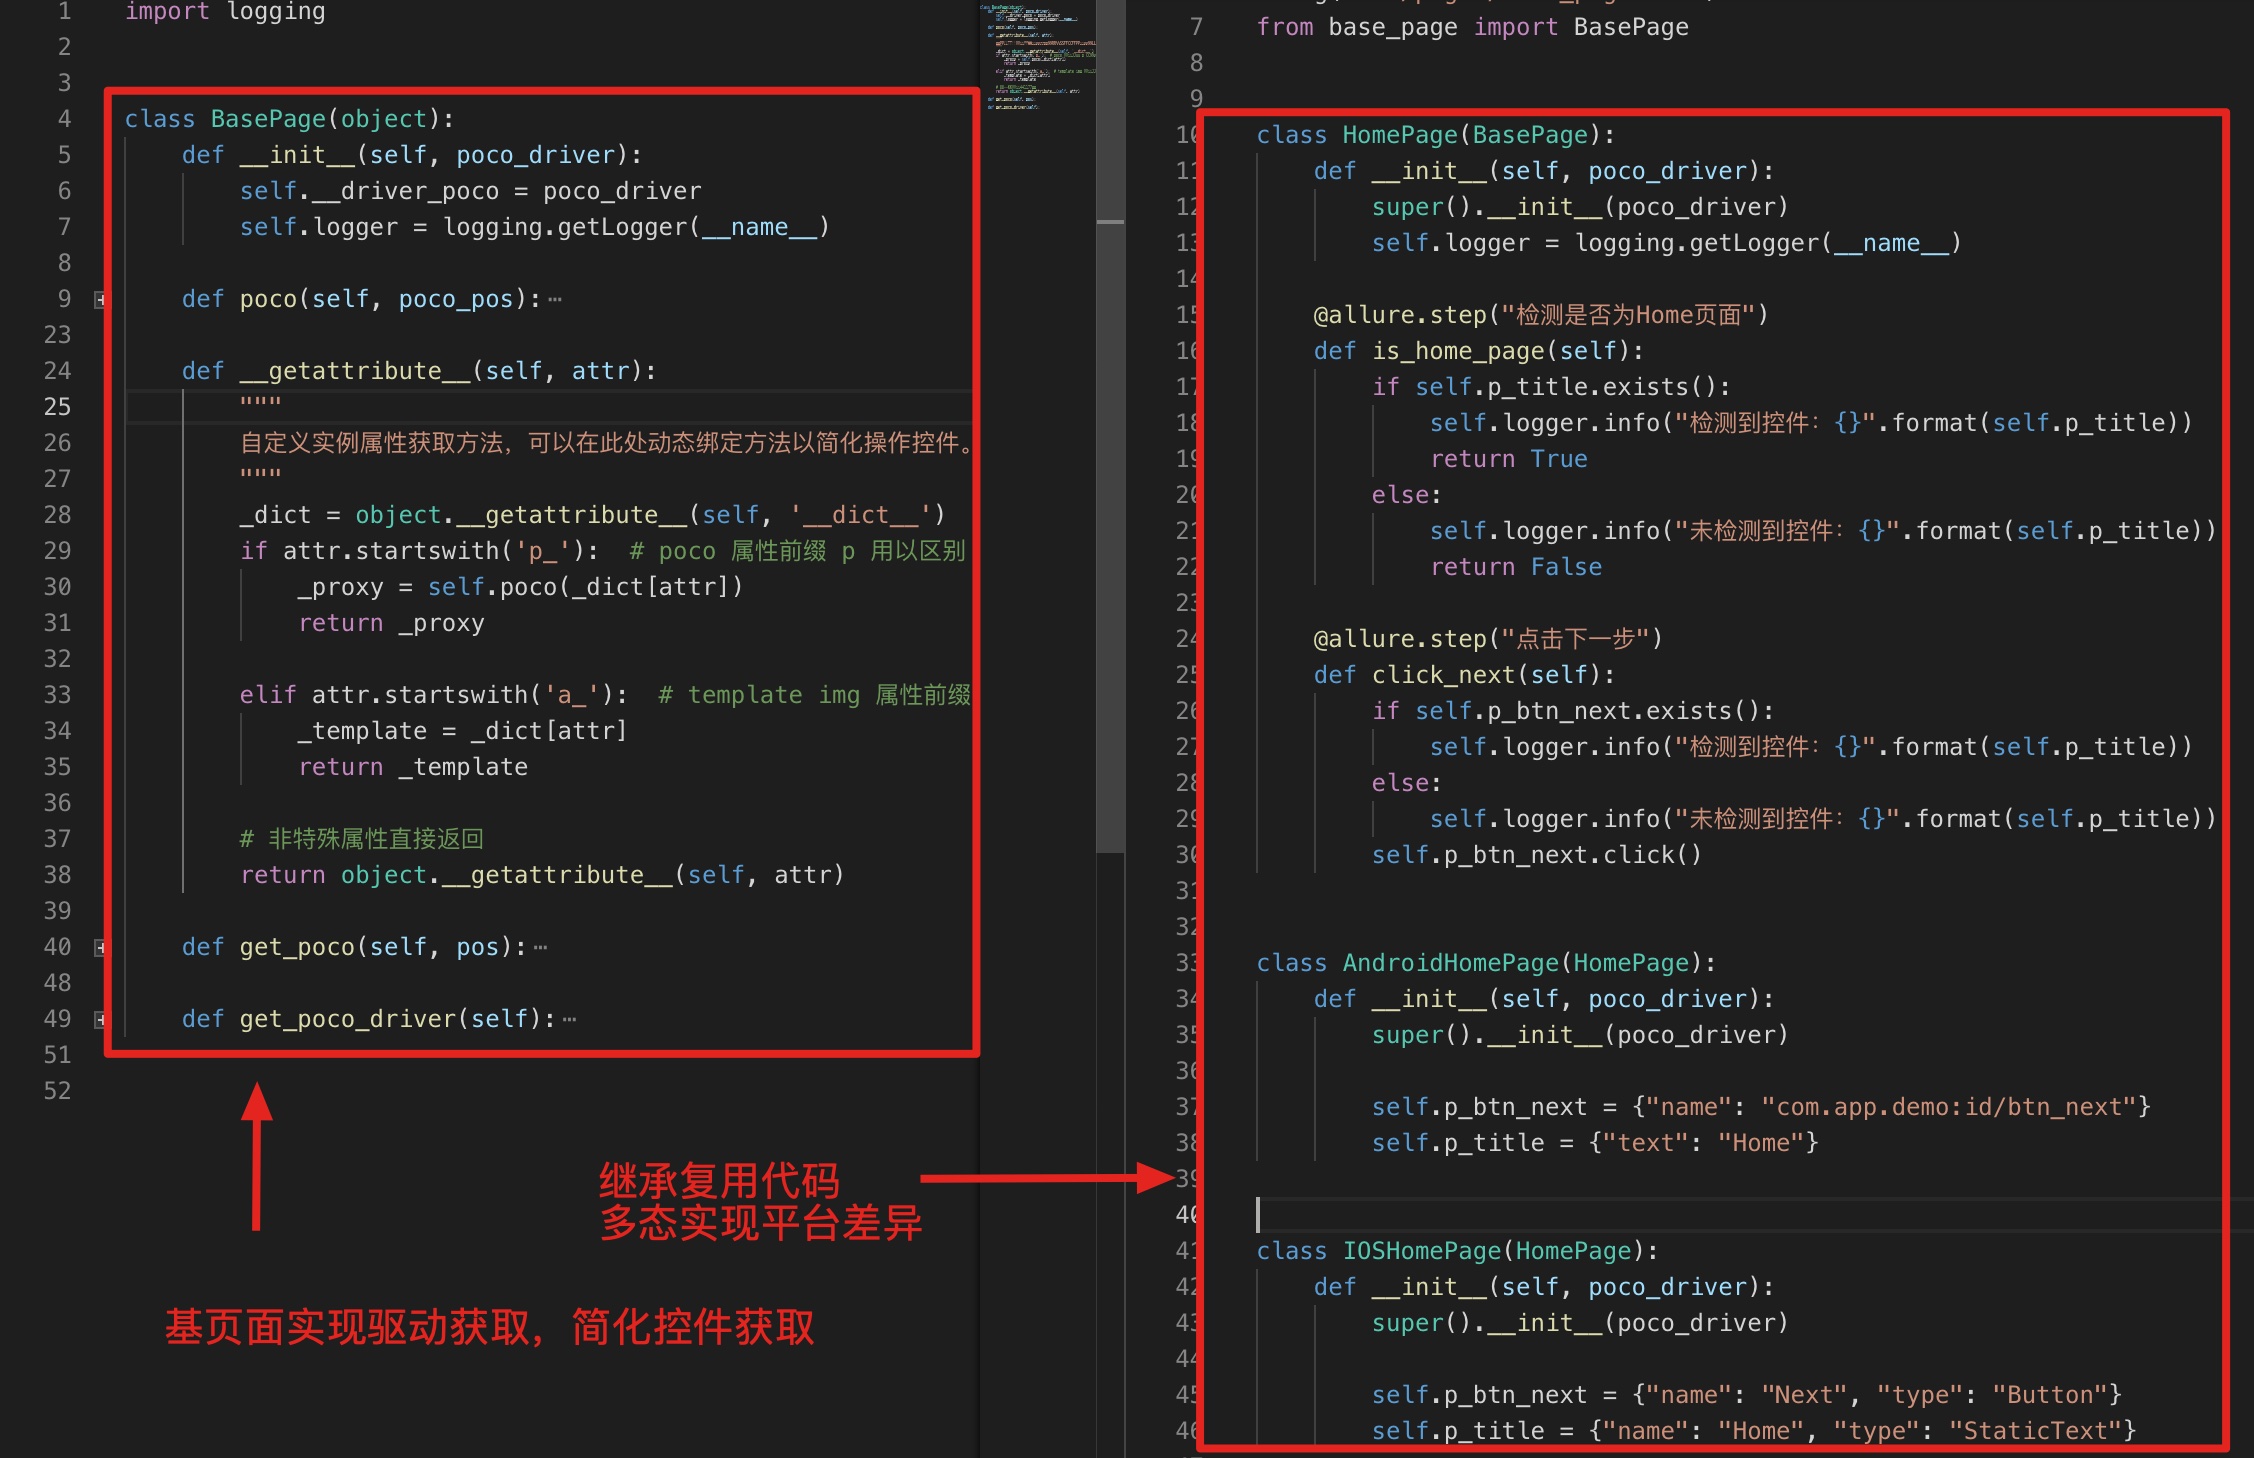 1 import logging
2
3
4 class BasePage(object):
5 def __init__(self, poco_driver):
6 self.__driver_poco = poco_driver
7 self.logger = logging.getLogger(__name__)
8
9 def poco(self, poco_pos):…
23
24 def __getattribute__(self, attr):
25 """
26 自定义实例属性获取方法，可以在此处动态绑定方法以简化操作控件。
27 """
28 _dict = object.__getattribute__(self, '__dict__')
29 if attr.startswith('p_'): # poco 属性前缀 p 用以区别
30 _proxy = self.poco(_dict[attr])
31 return _proxy
32
33 elif attr.startswith('a_'): # template img 属性前缀
34 _template = _dict[attr]
35 return _template
36
37 # 非特殊属性直接返回
38 return object.__getattribute__(self, attr)
39
40 def get_poco(self, pos):…
48
49 def get_poco_driver(self):…
51
52
基页面实现驱动获取，简化控件获取
继承复用代码
多态实现平台差异
7 from base_page import BasePage
8
9
10 class HomePage(BasePage):
11 def __init__(self, poco_driver):
12 super().__init__(poco_driver)
13 self.logger = logging.getLogger(__name__)
14
15 @allure.step("检测是否为Home页面")
16 def is_home_page(self):
17 if self.p_title.exists():
18 self.logger.info("检测到控件：{}".format(self.p_title))
19 return True
20 else:
21 self.logger.info("未检测到控件：{}".format(self.p_title))
22 return False
23
24 @allure.step("点击下一步")
25 def click_next(self):
26 if self.p_btn_next.exists():
27 self.logger.info("检测到控件：{}".format(self.p_title))
28 else:
29 self.logger.info("未检测到控件：{}".format(self.p_title))
30 self.p_btn_next.click()
31
32
33 class AndroidHomePage(HomePage):
34 def __init__(self, poco_driver):
35 super().__init__(poco_driver)
36
37 self.p_btn_next = {"name": "com.app.demo:id/btn_next"}
38 self.p_title = {"text": "Home"}
39
40
41 class IOSHomePage(HomePage):
42 def __init__(self, poco_driver):
43 super().__init__(poco_driver)
44
45 self.p_btn_next = {"name": "Next", "type": "Button"}
46 self.p_title = {"name": "Home", "type": "StaticText"}